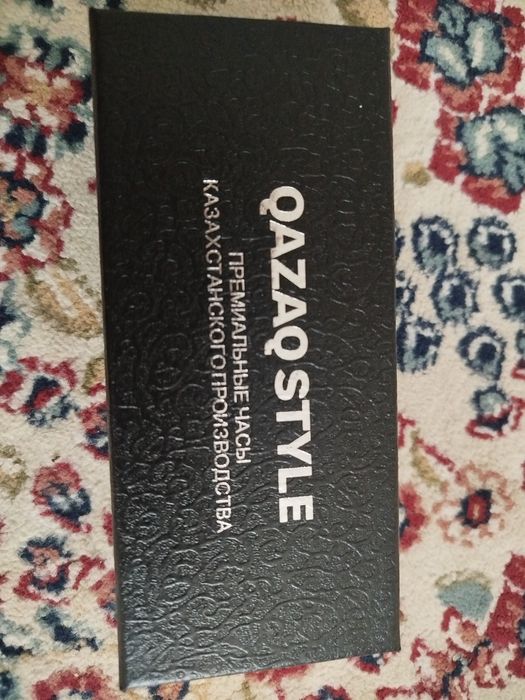 QAZAQ STYLE
ПРЕМИАЛЬНЫЕ ЧАСЫ
КАЗАХСТАНСКОГО ПРОИЗВОДСТВА